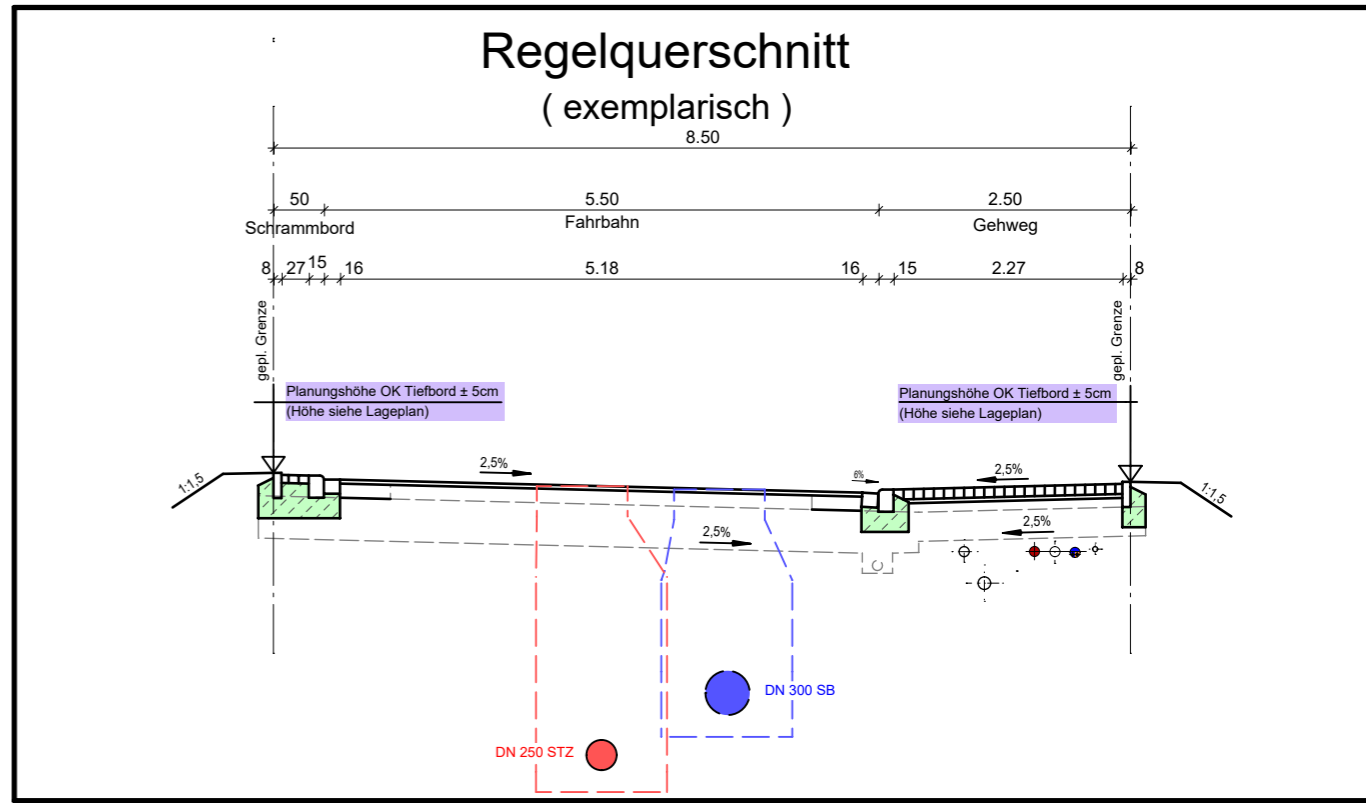 Regelquerschnitt
( exemplarisch )
8.50
50 5.50 2.50
Schrammbord Fahrbahn Gehweg
8 27 15 16 5.18 16 15 2.27 8
gepl. Grenze gepl. Grenze
Planungshöhe OK Tiefbord ± 5cm
(Höhe siehe Lageplan)
Planungshöhe OK Tiefbord ± 5cm
(Höhe siehe Lageplan)
1:1,5 2,5% 6% 2,5% 1:1,5
2,5% 2,5%
DN 300 SB
DN 250 STZ